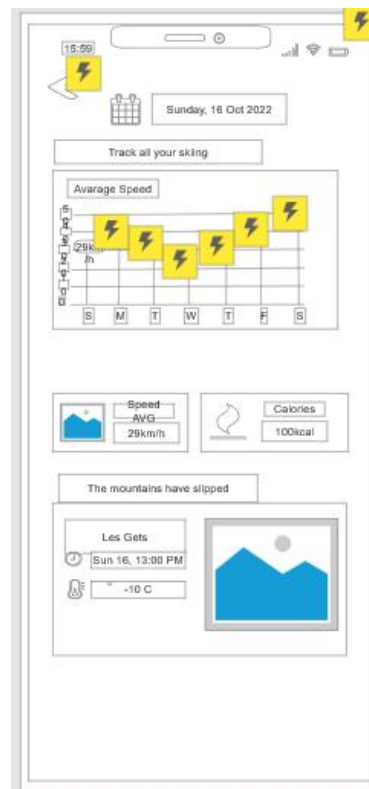 15:59
Sunday, 16 Oct 2022
Track all your skiing
Avarage Speed
29km
/h
S M T W T F S
Speed
AVG
29km/h
Calories
100kcal
The mountains have slipped
Les Gets
Sun 16, 13:00 PM
-10 C